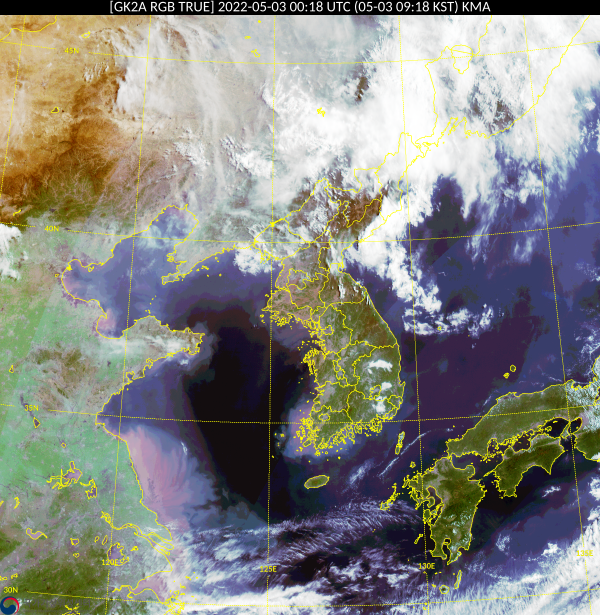 [GK2A RGB TRUE] 2022-05-03 00:18 UTC (05-03 09:18 KST) KMA
45N
40N
35N
120E
125E
130E
30N